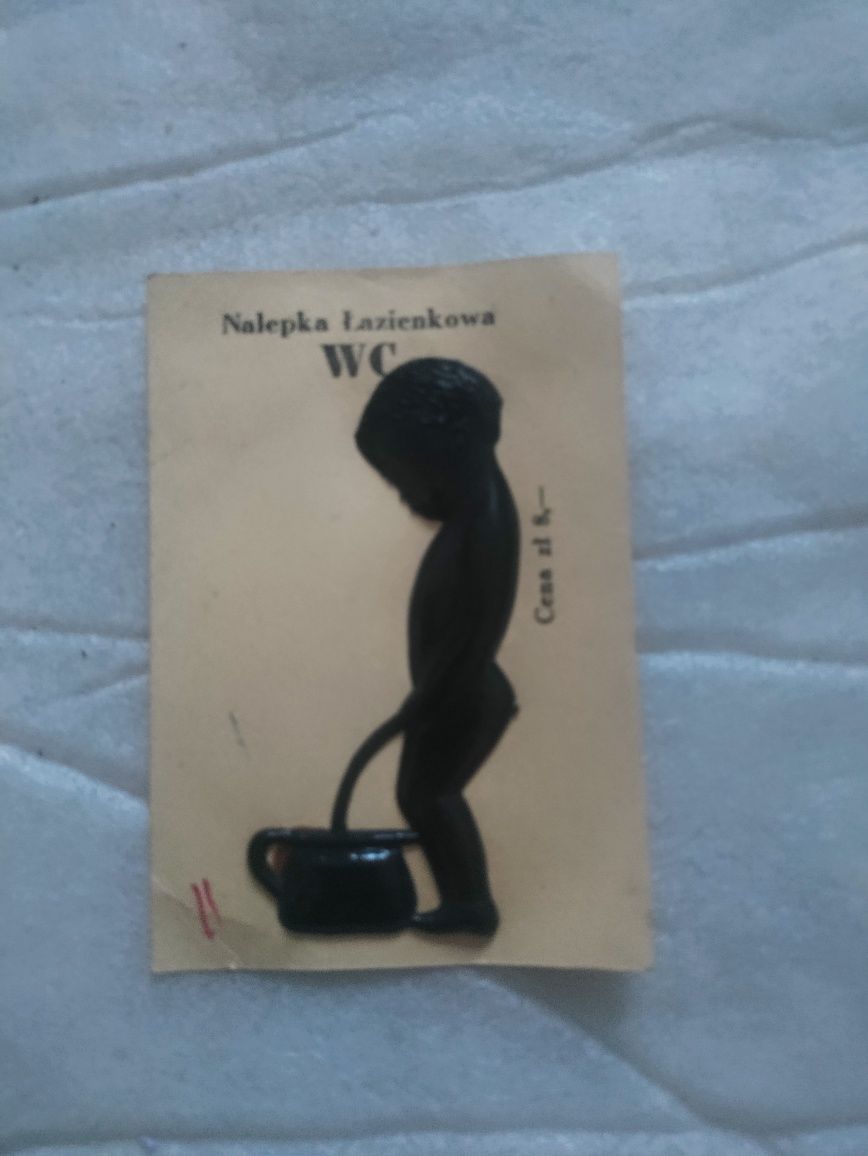 Nalepka Łazienkowa
WC
Cena zł 8,—